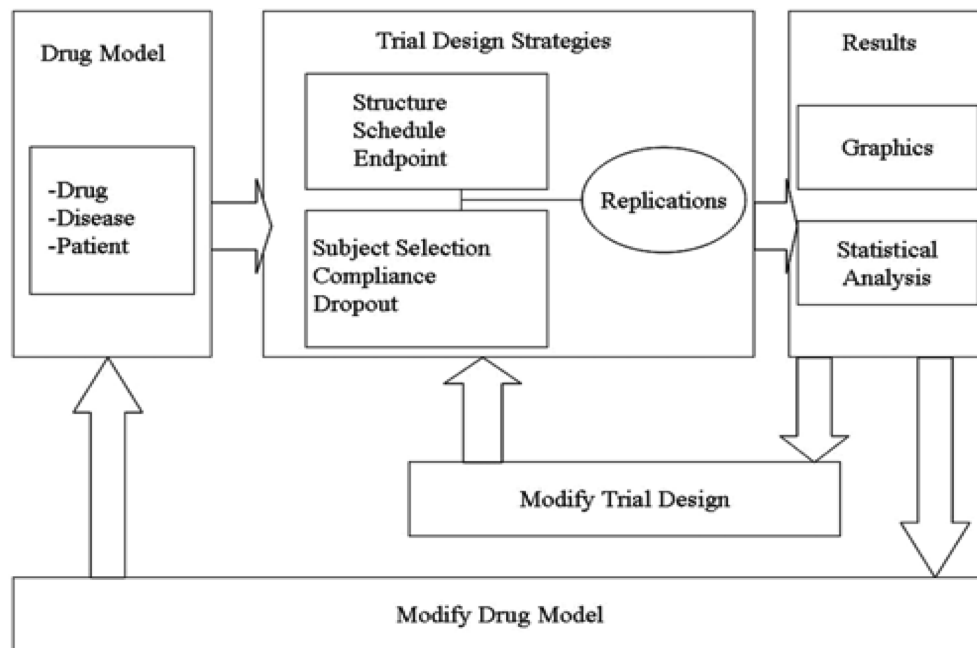 Drug Model
-Drug
-Disease
-Patient
Trial Design Strategies
Structure
Schedule
Endpoint
Replications
Subject Selection
Compliance
Dropout
Results
Graphics
Statistical
Analysis
Modify Trial Design
Modify Drug Model